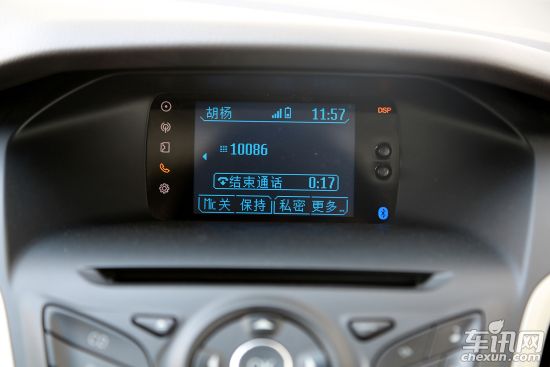 胡杨 11:57 DSP
10086
结束通话 0:17
Mic关 保持 私密 更多..
车讯网
chexun.com